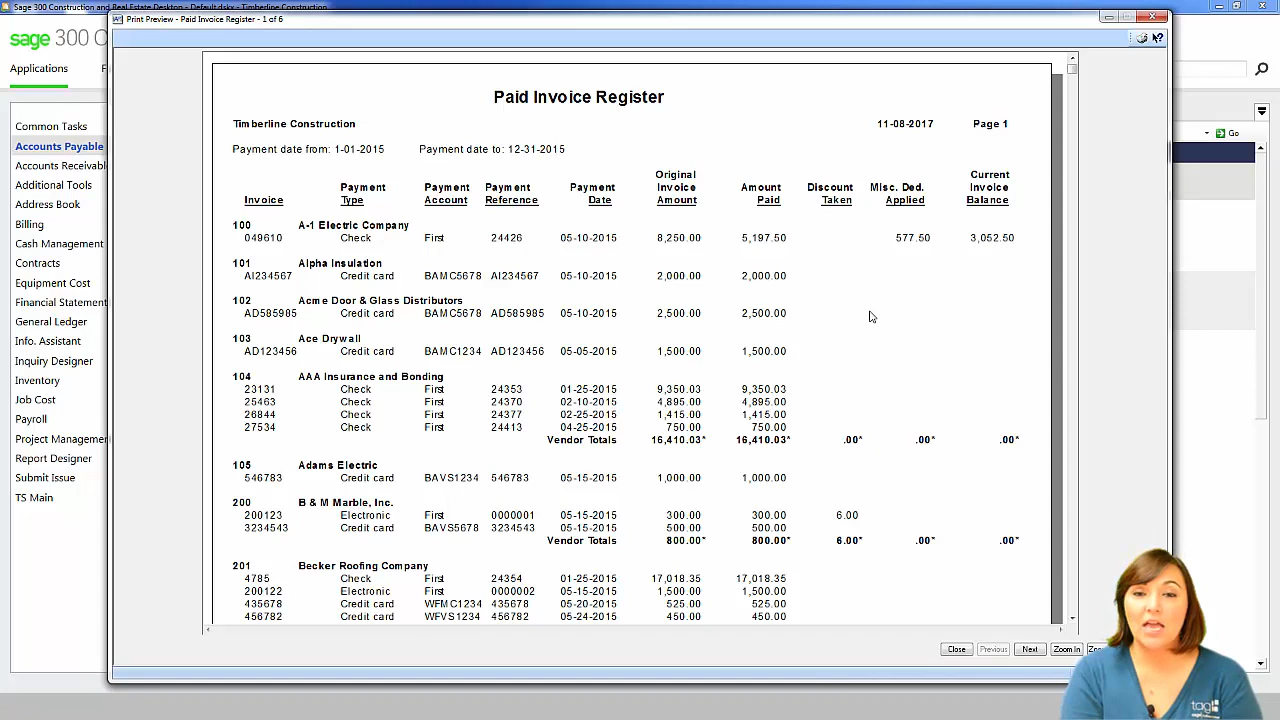 Sage 300 Construction and Real Estate Desktop - Default.dskx - Timberline Construction
Print Preview - Paid Invoice Register - 1 of 6
sage 300 C
Applications
Go
Common Tasks
Accounts Payable
Accounts Receivabl
Additional Tools
Address Book
Billing
Cash Management
Contracts
Equipment Cost
Financial Statement
General Ledger
Info. Assistant
Inquiry Designer
Inventory
Job Cost
Payroll
Project Managemen
Report Designer
Submit Issue
TS Main
Paid Invoice Register
Timberline Construction 11-08-2017 Page 1
Payment date from: 1-01-2015 Payment date to: 12-31-2015
Original Current
Payment Payment Payment Payment Invoice Amount Discount Misc. Ded. Invoice
Invoice Type Account Reference Date Amount Paid Taken Applied Balance
100 A-1 Electric Company
049610 Check First 24426 05-10-2015 8,250.00 5,197.50 577.50 3,052.50
101 Alpha Insulation
AI234567 Credit card BAMC5678 AI234567 05-10-2015 2,000.00 2,000.00
102 Acme Door & Glass Distributors
AD585985 Credit card BAMC5678 AD585985 05-10-2015 2,500.00 2,500.00
103 Ace Drywall
AD123456 Credit card BAMC1234 AD123456 05-05-2015 1,500.00 1,500.00
104 AAA Insurance and Bonding
23131 Check First 24353 01-25-2015 9,350.03 9,350.03
25463 Check First 24370 02-10-2015 4,895.00 4,895.00
26844 Check First 24377 02-25-2015 1,415.00 1,415.00
27534 Check First 24413 04-25-2015 750.00 750.00
Vendor Totals 16,410.03* 16,410.03* .00* .00* .00*
105 Adams Electric
546783 Credit card BAVS1234 546783 05-15-2015 1,000.00 1,000.00
200 B & M Marble, Inc.
200123 Electronic First 0000001 05-15-2015 300.00 300.00 6.00
3234543 Credit card BAVS5678 3234543 05-15-2015 500.00 500.00
Vendor Totals 800.00* 800.00* 6.00* .00* .00*
201 Becker Roofing Company
4785 Check First 24354 01-25-2015 17,018.35 17,018.35
200122 Electronic First 0000002 05-15-2015 1,500.00 1,500.00
435678 Credit card WFMC1234 435678 05-20-2015 525.00 525.00
456782 Credit card WFVS1234 456782 05-24-2015 450.00 450.00
Close Previous Next Zoom In Zoo
tag